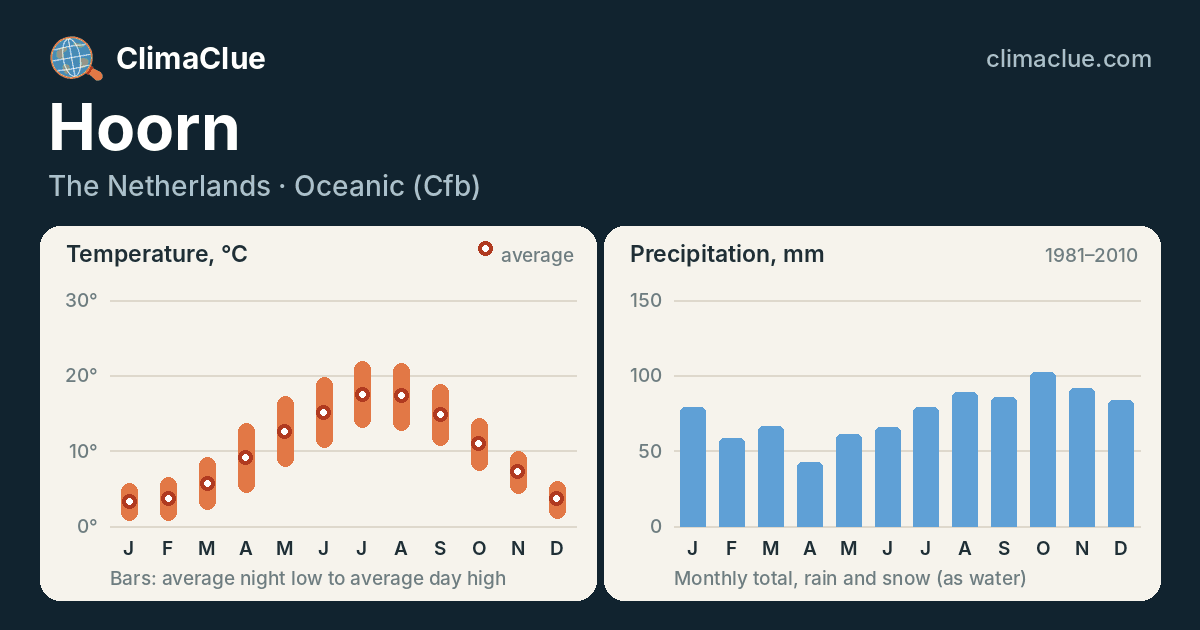 ClimaClue
climaclue.com
Hoorn
The Netherlands · Oceanic (Cfb)
Temperature, °C
average
30°
20°
10°
0°
J F M A M J J A S O N D
Bars: average night low to average day high
Precipitation, mm
1981–2010
150
100
50
0
J F M A M J J A S O N D
Monthly total, rain and snow (as water)